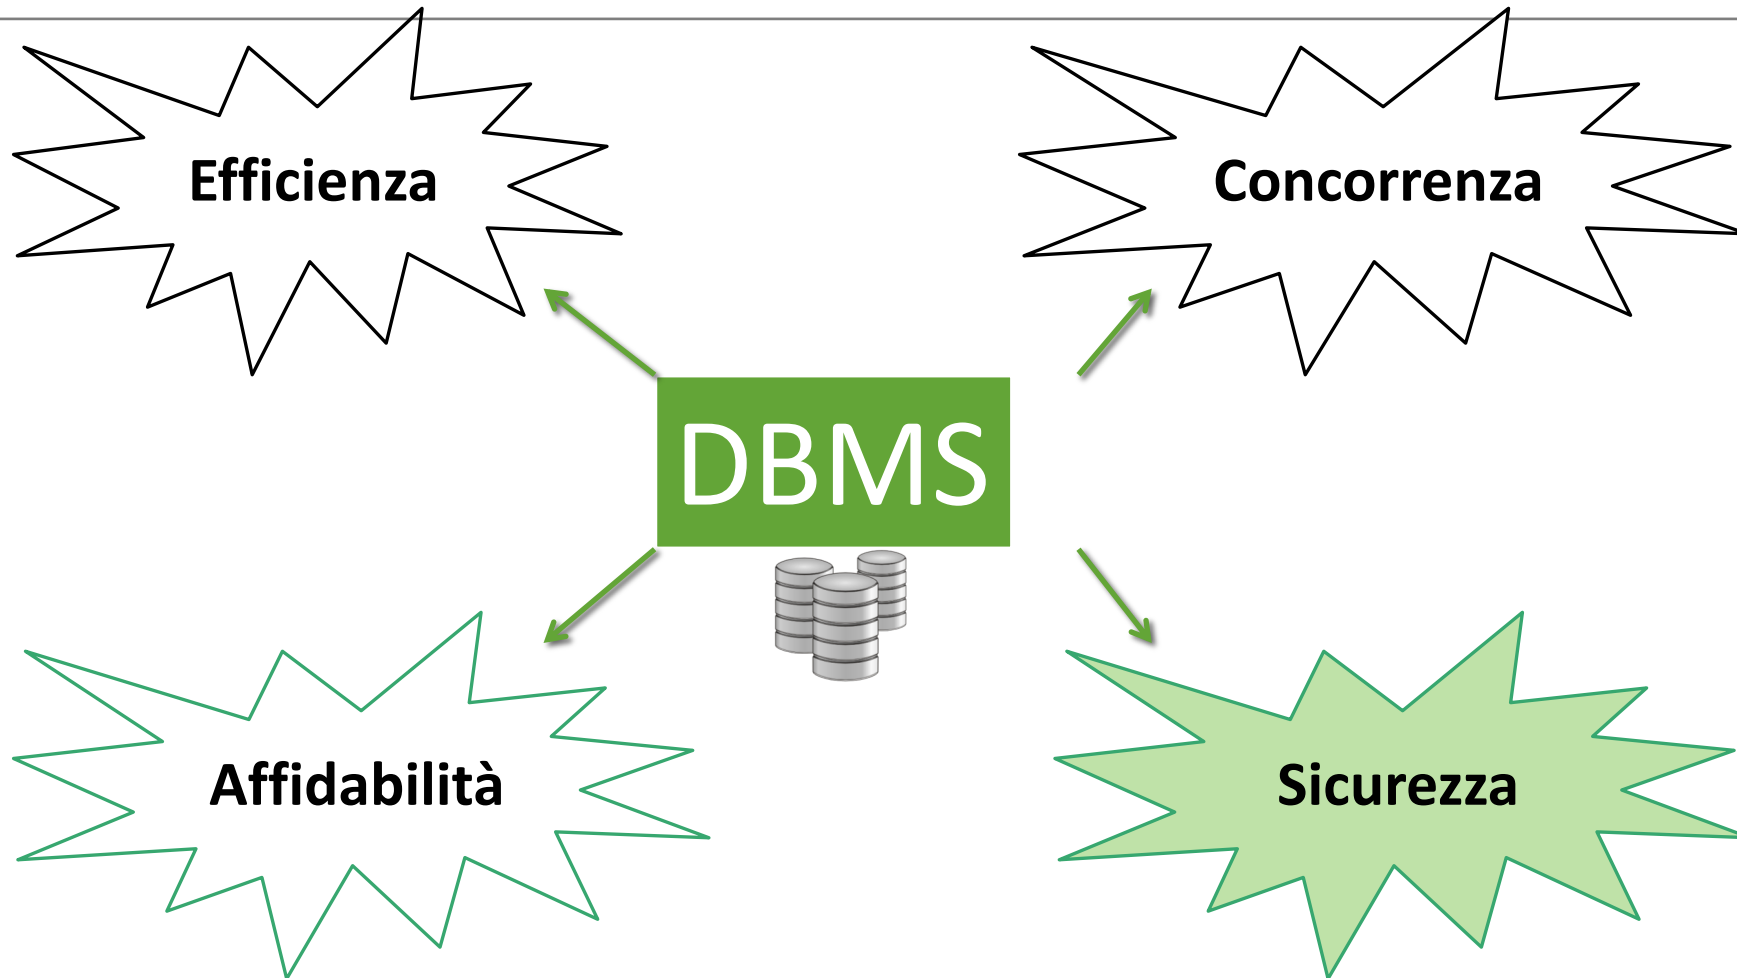 Efficienza
Concorrenza
DBMS
Affidabilità
Sicurezza